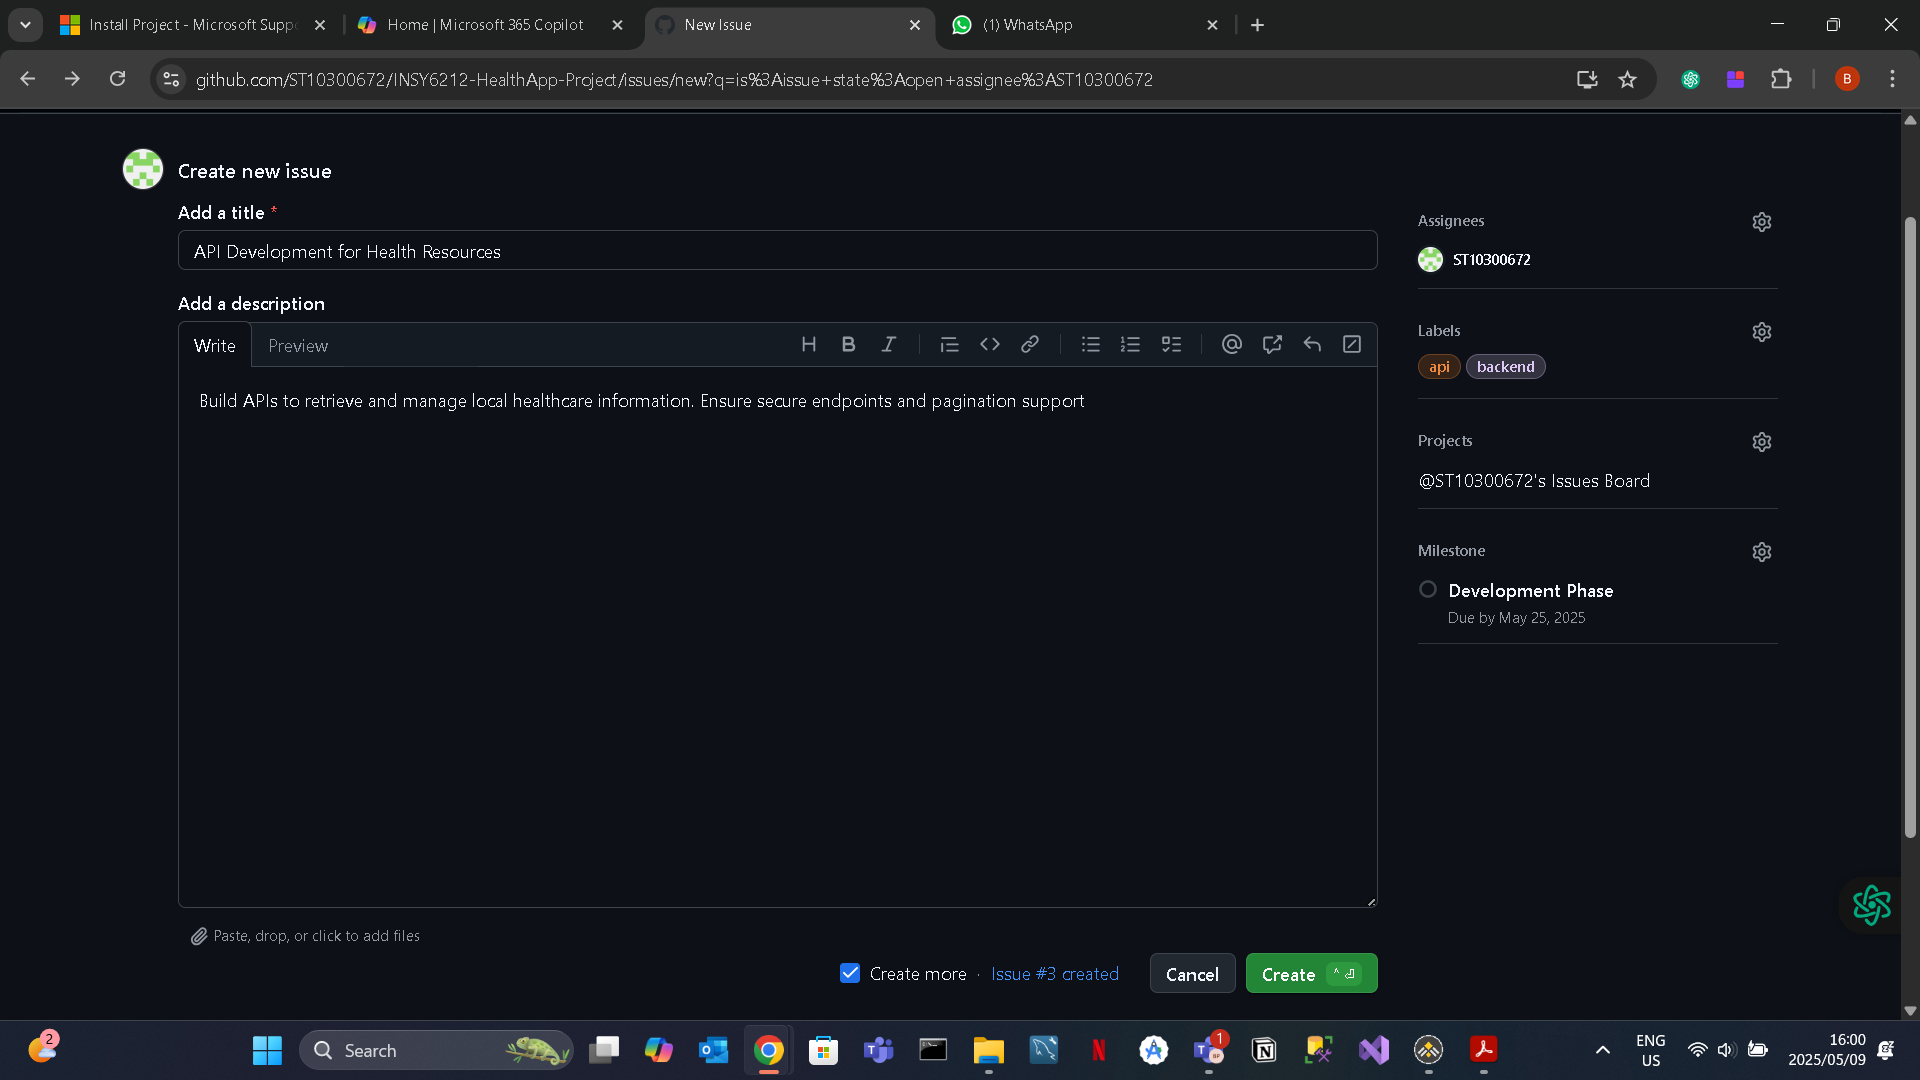 Install Project - Microsoft Supp
Home | Microsoft 365 Copilot
New Issue
(1) WhatsApp
github.com/ST10300672/INSY6212-HealthApp-Project/issues/new?q=is%3Aissue+state%3Aopen+assignee%3AST10300672
B
Create new issue
Add a title *
API Development for Health Resources
Add a description
Write
Preview
Build APIs to retrieve and manage local healthcare information. Ensure secure endpoints and pagination support
Paste, drop, or click to add files
Create more · Issue #3 created
Cancel
Create
Assignees
ST10300672
Labels
api
backend
Projects
@ST10300672's Issues Board
Milestone
Development Phase
Due by May 25, 2025
2
Search
1
ENG
US
16:00
2025/05/09